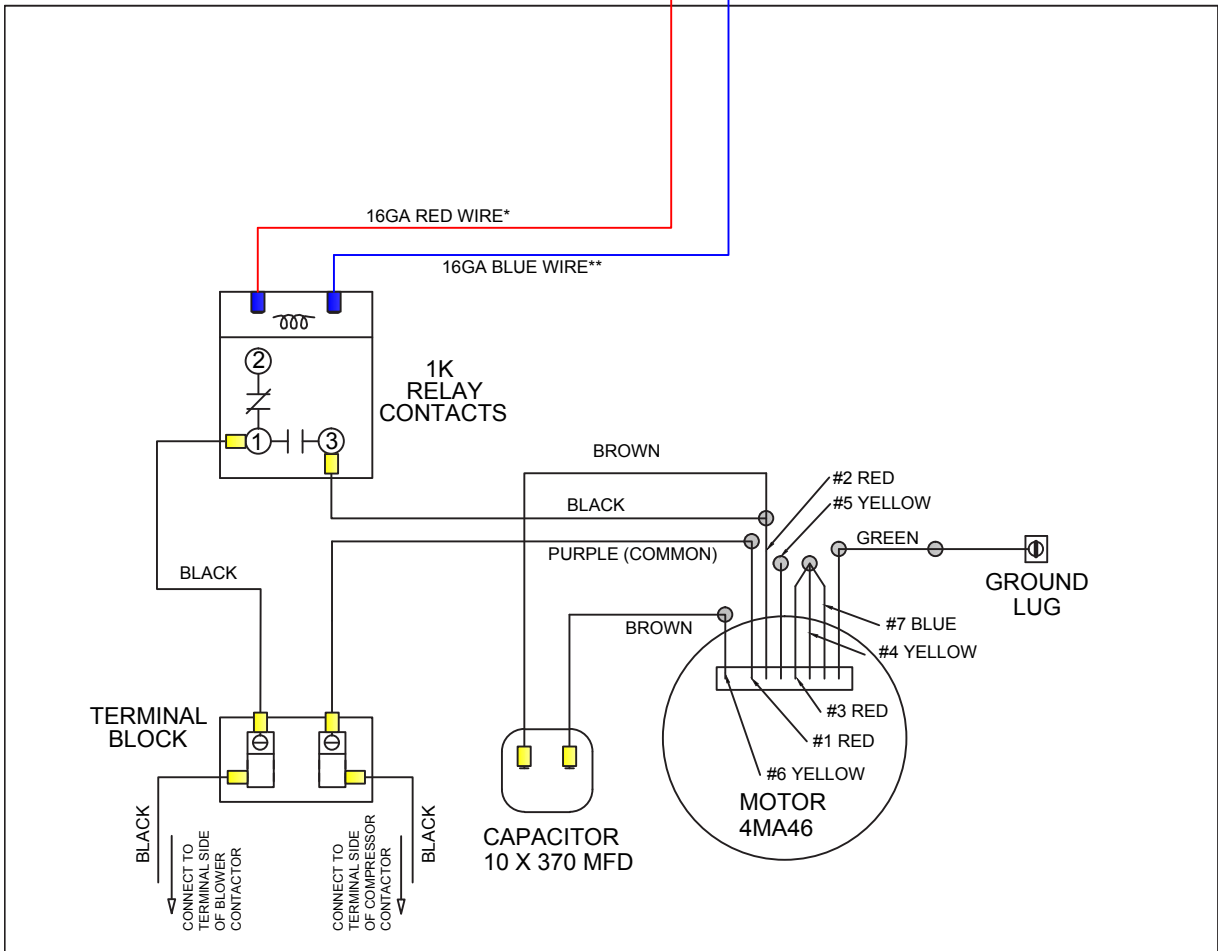 16GA RED WIRE*
16GA BLUE WIRE**
2
1
3
1K
RELAY
CONTACTS
BROWN
BLACK
PURPLE (COMMON)
BLACK
BROWN
#2 RED
#5 YELLOW
GREEN
GROUND
LUG
#7 BLUE
#4 YELLOW
#3 RED
#1 RED
#6 YELLOW
MOTOR
4MA46
TERMINAL
BLOCK
BLACK
CONNECT TO
TERMINAL SIDE
OF BLOWER
CONTACTOR
CONNECT TO
TERMINAL SIDE
OF COMPRESSOR
CONTACTOR
BLACK
CAPACITOR
10 X 370 MFD